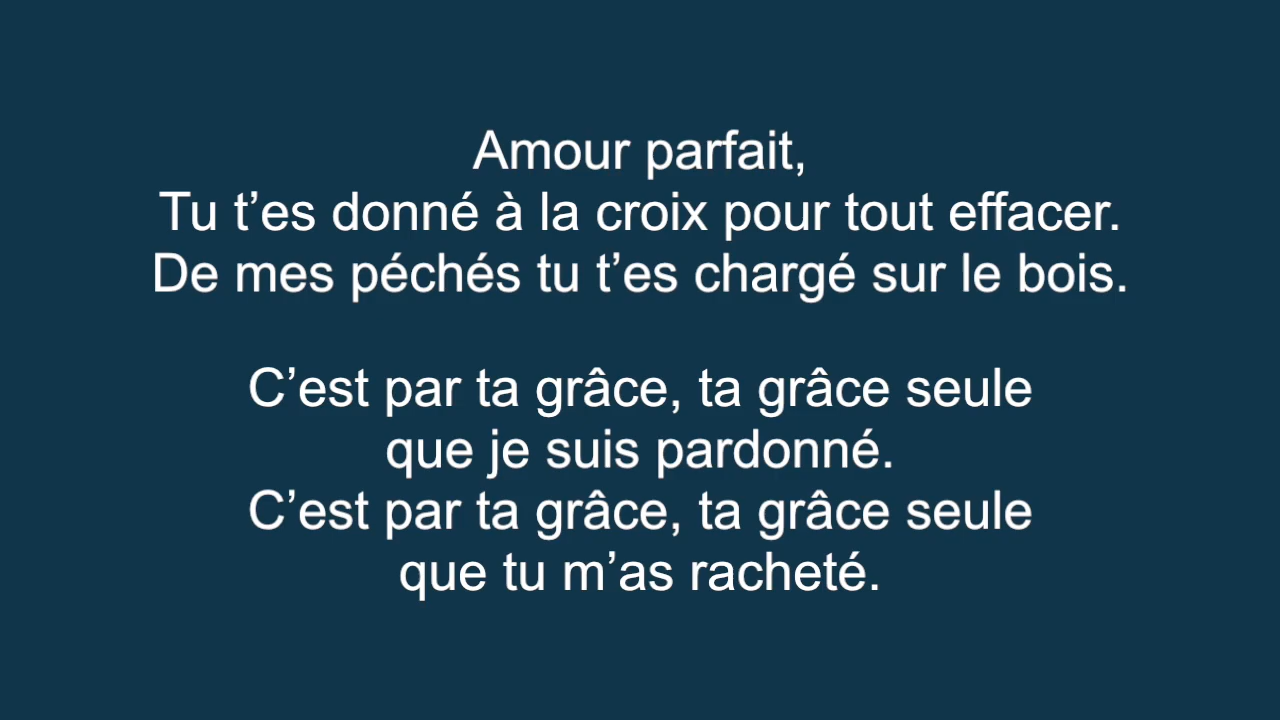 Amour parfait,
Tu t’es donné à la croix pour tout effacer.
De mes péchés tu t’es chargé sur le bois.
C’est par ta grâce, ta grâce seule
que je suis pardonné.
C’est par ta grâce, ta grâce seule
que tu m’as racheté.